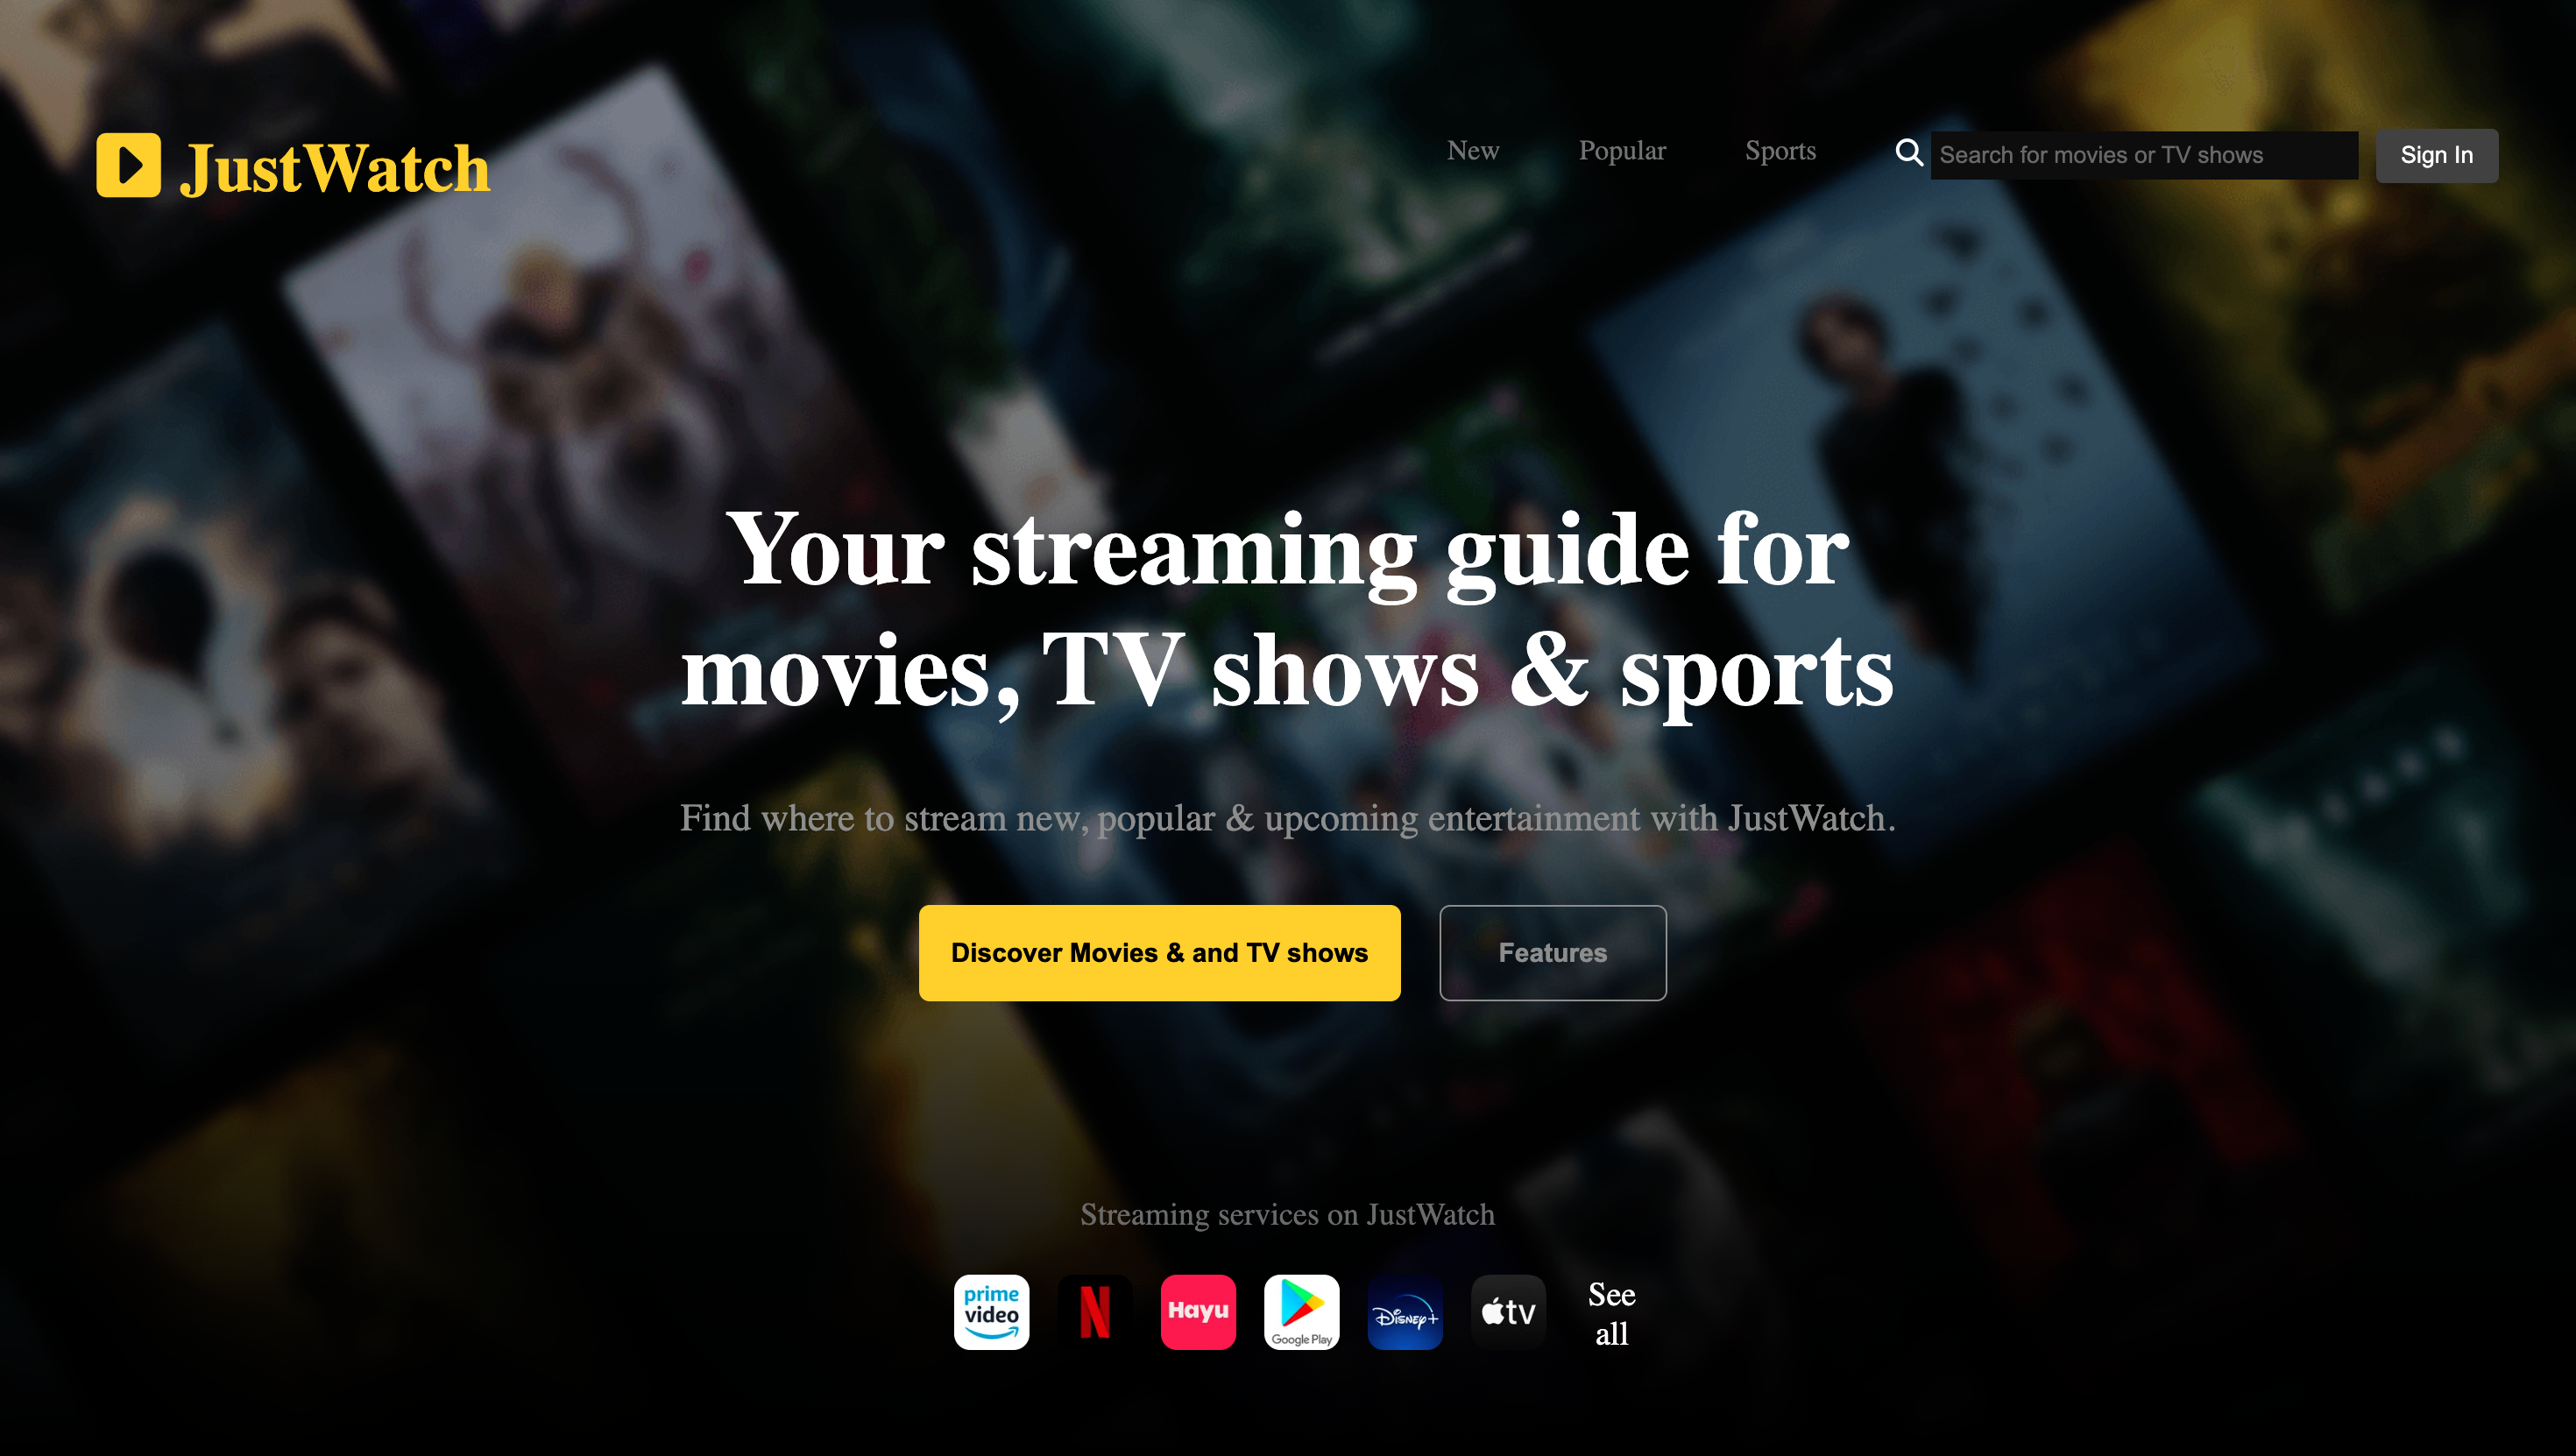 JustWatch
New Popular Sports Search for movies or TV shows Sign In
Your streaming guide for
movies, TV shows & sports
Find where to stream new, popular & upcoming entertainment with JustWatch.
Discover Movies & and TV shows Features
Streaming services on JustWatch
prime
video
N
Hayu
Google Play
Disney+
tv
See
all